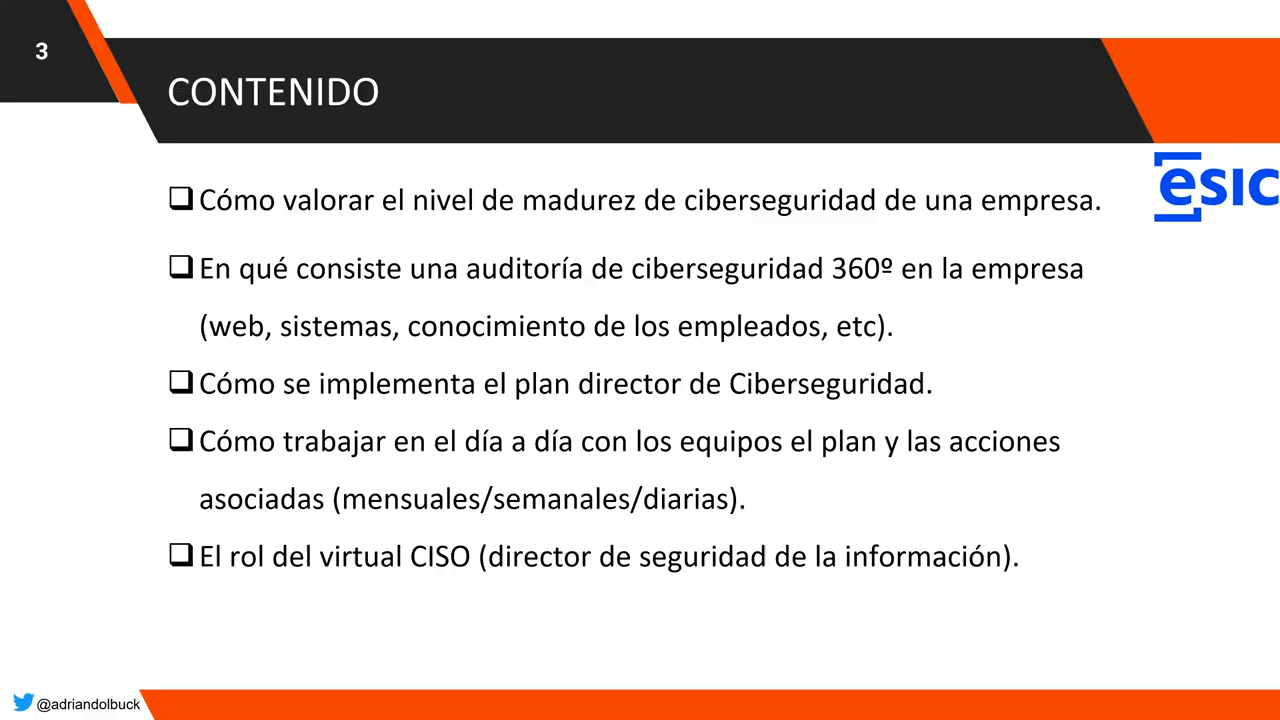 3
CONTENIDO
esic
Cómo valorar el nivel de madurez de ciberseguridad de una empresa.
En qué consiste una auditoría de ciberseguridad 360º en la empresa
(web, sistemas, conocimiento de los empleados, etc).
Cómo se implementa el plan director de Ciberseguridad.
Cómo trabajar en el día a día con los equipos el plan y las acciones
asociadas (mensuales/semanales/diarias).
El rol del virtual CISO (director de seguridad de la información).
@adriandolbuck